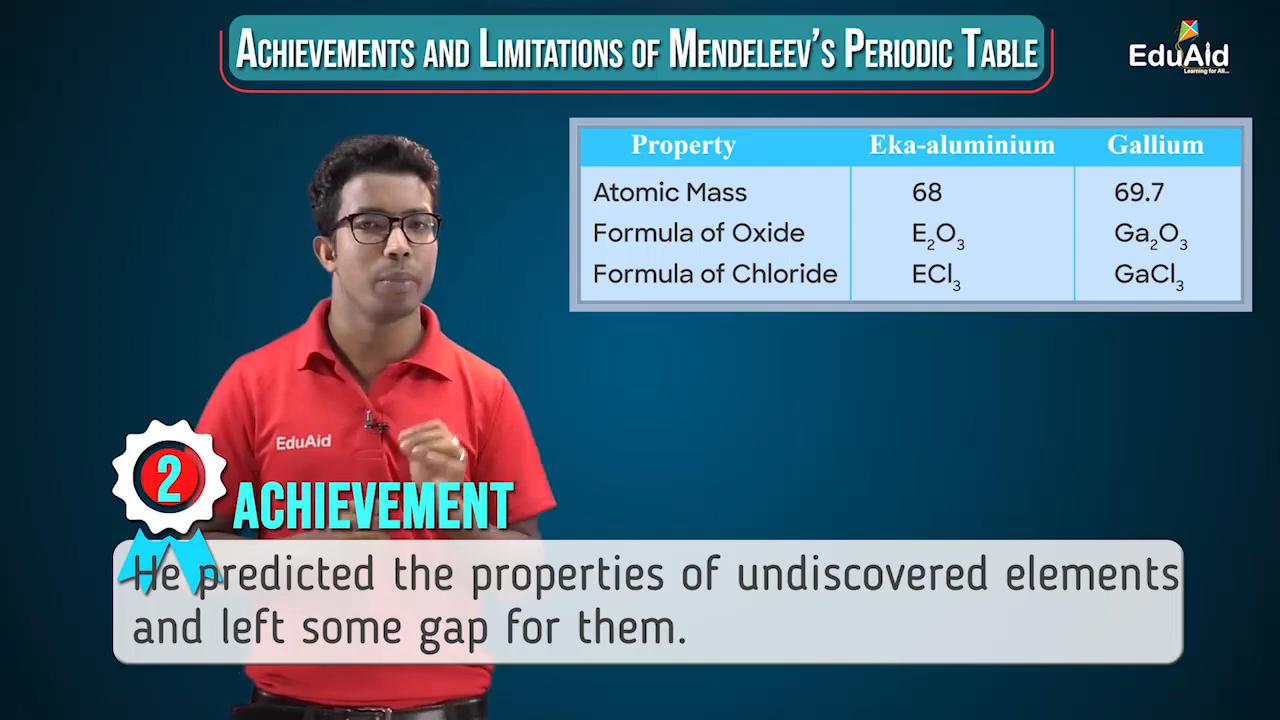 ACHIEVEMENTS AND LIMITATIONS OF MENDELEEV'S PERIODIC TABLE
EduAid
Learning for All...
Property Eka-aluminium Gallium
Atomic Mass 68 69.7
Formula of Oxide E₂O₃ Ga₂O₃
Formula of Chloride ECl₃ GaCl₃
EduAid
2
ACHIEVEMENT
He predicted the properties of undiscovered elements
and left some gap for them.